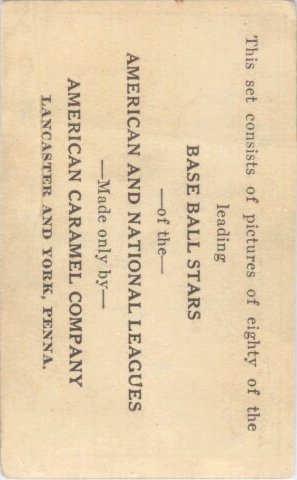 This set consists of pictures of eighty of the
leading
BASE BALL STARS
—of the—
AMERICAN AND NATIONAL LEAGUES
—Made only by—
AMERICAN CARAMEL COMPANY
LANCASTER AND YORK, PENNA.